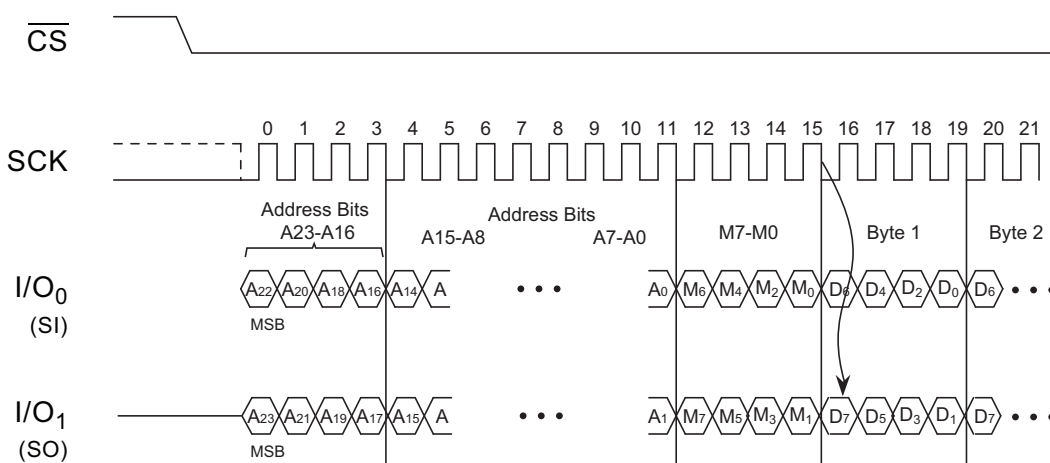 CS
0 1 2 3 4 5 6 7 8 9 10 11 12 13 14 15 16 17 18 19 20 21
SCK
Address Bits
A23-A16
Address Bits
A15-A8 A7-A0 M7-M0 Byte 1 Byte 2
I/O0 A22 A20 A18 A16 A14 A • • • A0 M6 M4 M2 M0 D6 D4 D2 D0 D6 • • •
(SI)
MSB
I/O1 A23 A21 A19 A17 A15 A • • • A1 M7 M5 M3 M1 D7 D5 D3 D1 D7 • • •
(SO)
MSB